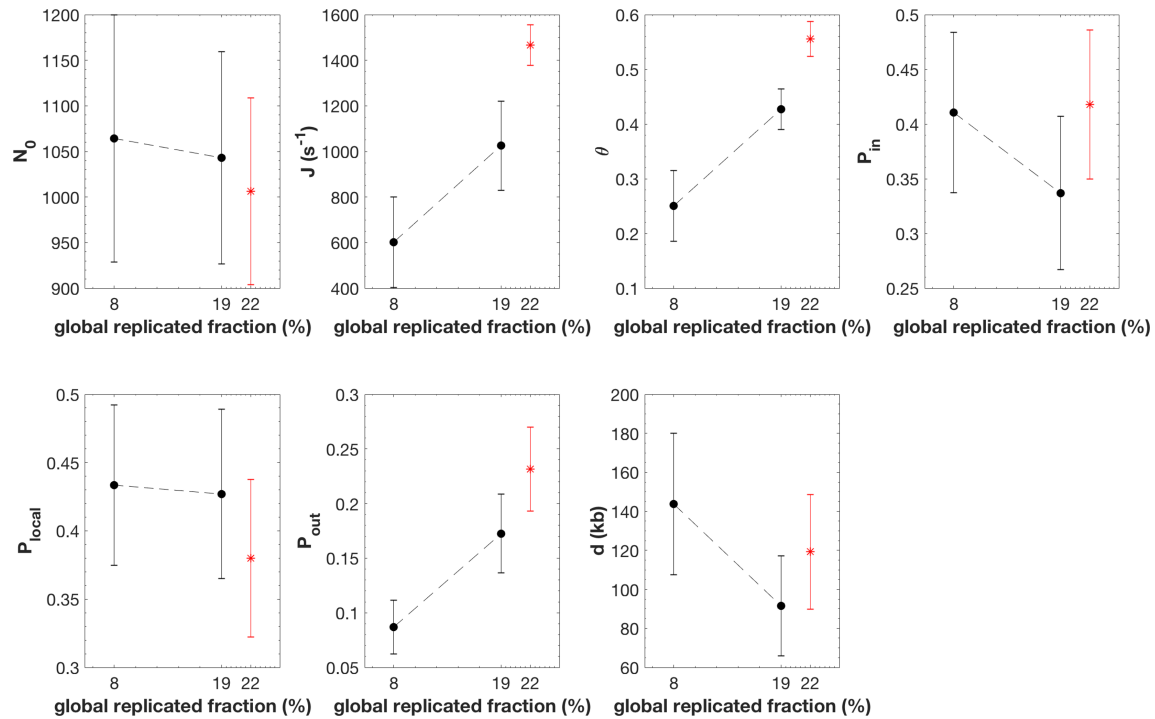 1200
1150
1100
1050
1000
950
900
N0
8 19 22
global replicated fraction (%)
1600
1400
1200
1000
800
600
400
J (s-1)
8 19 22
global replicated fraction (%)
0.6
0.5
0.4
0.3
0.2
0.1
θ
8 19 22
global replicated fraction (%)
0.5
0.45
0.4
0.35
0.3
0.25
Pin
8 19 22
global replicated fraction (%)
0.5
0.45
0.4
0.35
0.3
Plocal
8 19 22
global replicated fraction (%)
0.3
0.25
0.2
0.15
0.1
0.05
Pout
8 19 22
global replicated fraction (%)
200
180
160
140
120
100
80
60
d (kb)
8 19 22
global replicated fraction (%)